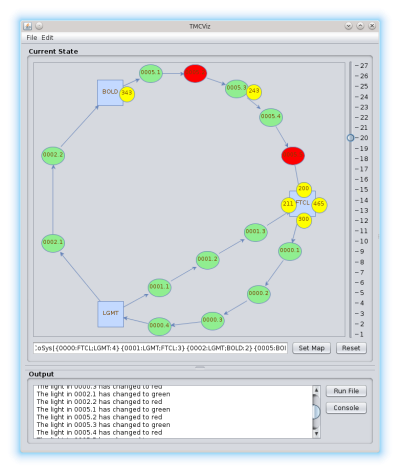 TMCViz
File Edit
Current State
0005.1
BOLD
343
0005.3
243
0005.4
0002.2
200
211
FTCL
465
300
0001.3
0002.1
0000.1
0001.2
0001.1
0000.2
LGMT
0000.4
0000.3
27
26
25
24
23
22
21
20
19
18
17
16
15
14
13
12
11
10
9
8
7
6
5
4
3
2
1
oSys|{0000:FTCL;LGMT:4}{0001:LGMT;FTCL:3}{0002:LGMT;BOLD:2}{0005:BOI
Set Map
Reset
Output
The light in 0000.3 has changed to red
The light in 0002.1 has changed to green
The light in 0002.2 has changed to red
The light in 0005.1 has changed to green
The light in 0005.2 has changed to red
The light in 0005.3 has changed to green
The light in 0005.4 has changed to red
Run File
Console